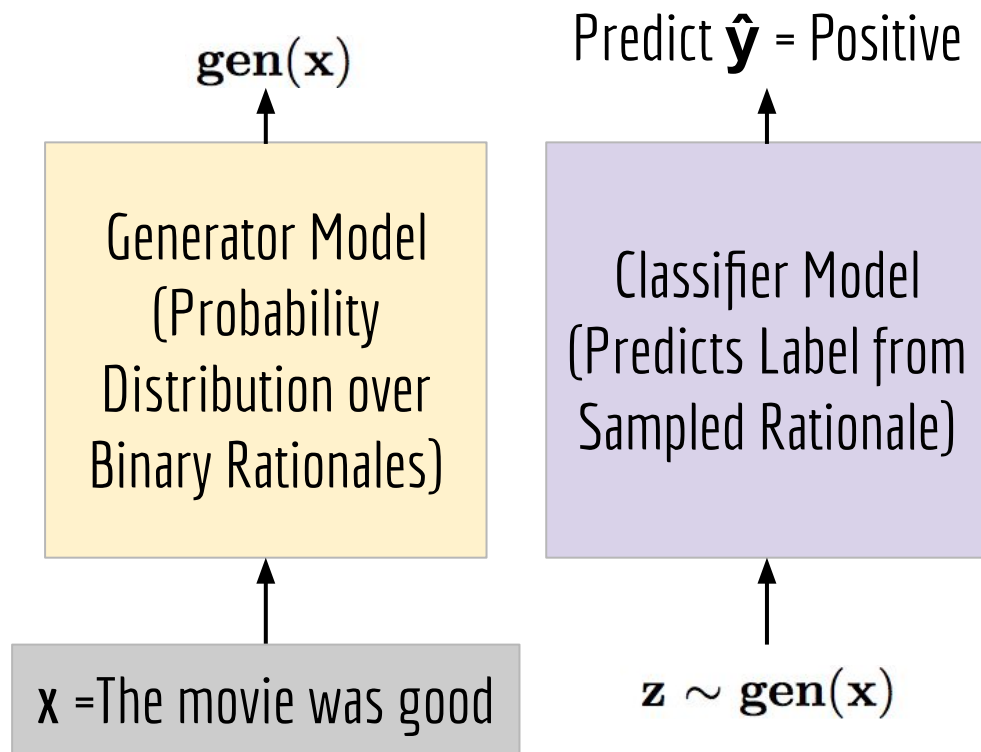 gen(x)
Generator Model
(Probability
Distribution over
Binary Rationales)
x =The movie was good
Predict ŷ = Positive
Classifier Model
(Predicts Label from
Sampled Rationale)
z ∼ gen(x)